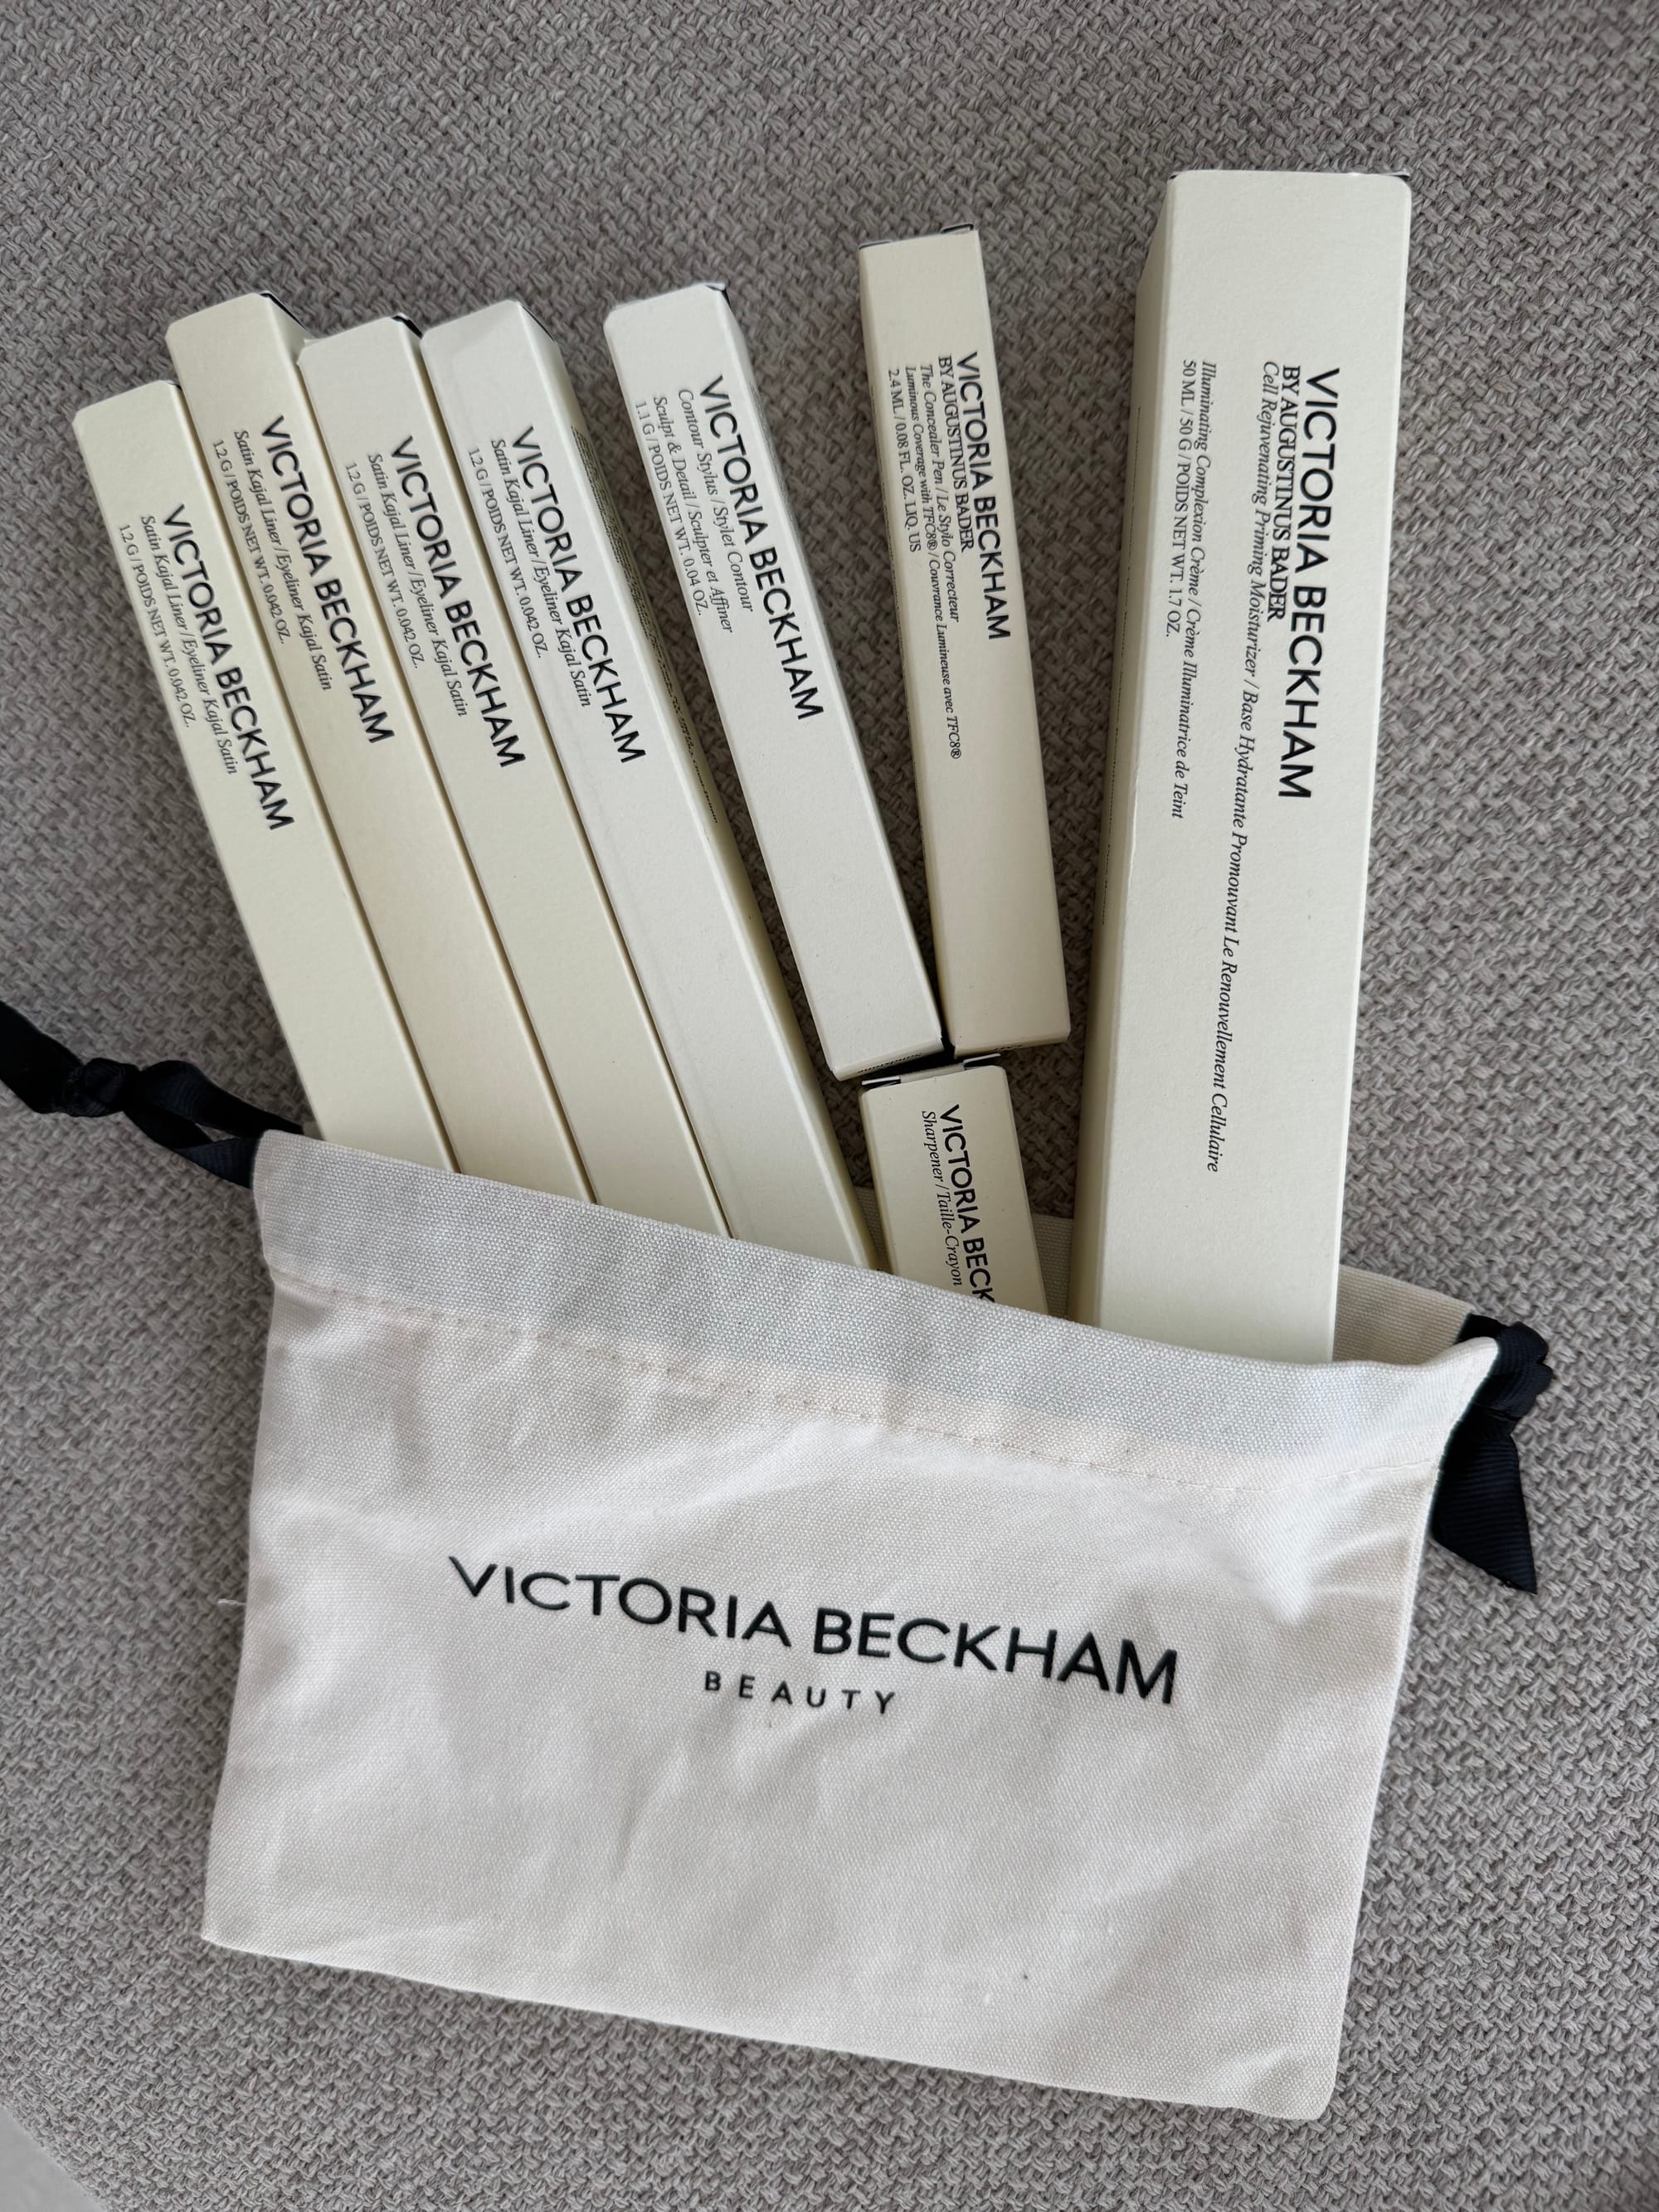 VICTORIA BECKHAM
Satin Kajal Liner / Eyeliner Kajal Satin
1.2 G / POIDS NET WT. 0.042 OZ.
VICTORIA BECKHAM
Satin Kajal Liner / Eyeliner Kajal Satin
1.2 G / POIDS NET WT. 0.042 OZ.
VICTORIA BECKHAM
Satin Kajal Liner / Eyeliner Kajal Satin
1.2 G / POIDS NET WT. 0.042 OZ.
VICTORIA BECKHAM
Satin Kajal Liner / Eyeliner Kajal Satin
1.2 G / POIDS NET WT. 0.042 OZ.
VICTORIA BECKHAM
Contour Stylus / Stylet Contour
Sculpt & Detail / Sculpter et Affiner
1.1 G / POIDS NET WT. 0.04 OZ.
VICTORIA BECKHAM
BY AUGUSTINUS BADER
The Concealer Pen / Le Stylo Correcteur
Luminous Coverage with TFC8® / Couvrance Lumineuse avec TFC8®
2.4 ML / 0.08 FL. OZ. LIQ. US
VICTORIA BECKHAM
BY AUGUSTINUS BADER
Cell Rejuvenating Priming Moisturizer / Base Hydratante Promouvant Le Renouvellement Cellulaire
Illuminating Complexion Crème / Crème Illuminatrice de Teint
50 ML / 50 G / POIDS NET WT. 1.7 OZ.
VICTORIA BECK
Sharpener / Taille-Crayon
VICTORIA BECKHAM
BEAUTY